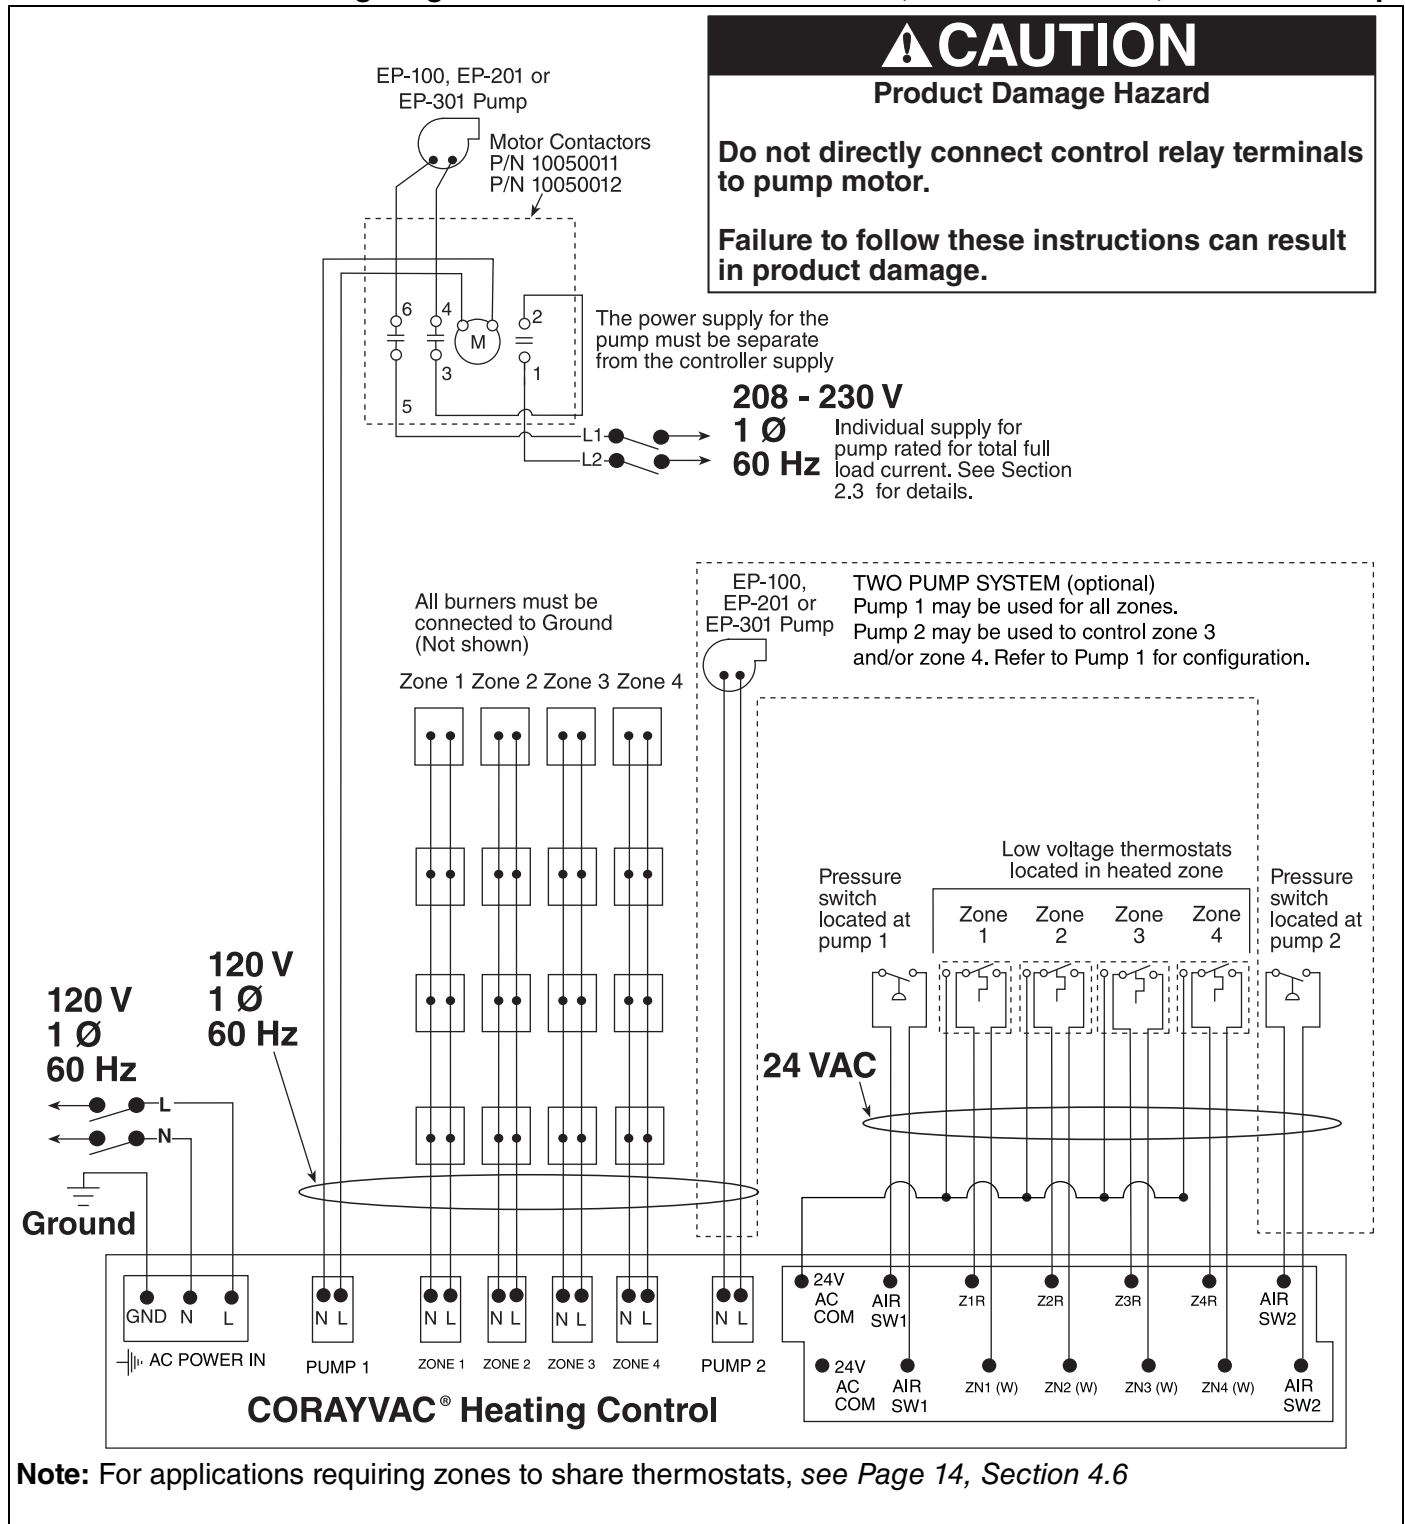 CAUTION
Product Damage Hazard
Do not directly connect control relay terminals
to pump motor.
Failure to follow these instructions can result
in product damage.
EP-100, EP-201 or
EP-301 Pump
Motor Contactors
P/N 10050011
P/N 10050012
6
4
M
2
3
1
5
The power supply for the
pump must be separate
from the controller supply
L1
L2
208 - 230 V
1 Ø
60 Hz
Individual supply for
pump rated for total full
load current. See Section
2.3 for details.
All burners must be
connected to Ground
(Not shown)
Zone 1 Zone 2 Zone 3 Zone 4
EP-100,
EP-201 or
EP-301 Pump
TWO PUMP SYSTEM (optional)
Pump 1 may be used for all zones.
Pump 2 may be used to control zone 3
and/or zone 4. Refer to Pump 1 for configuration.
Pressure
switch
located at
pump 1
Low voltage thermostats
located in heated zone
Zone
1
Zone
2
Zone
3
Zone
4
Pressure
switch
located at
pump 2
24 VAC
120 V
1 Ø
60 Hz
120 V
1 Ø
60 Hz
L
N
Ground
GND N L
AC POWER IN
N L
PUMP 1
N L
ZONE 1
N L
ZONE 2
N L
ZONE 3
N L
ZONE 4
N L
PUMP 2
24V
AC
COM
AIR
SW1
Z1R
Z2R
Z3R
Z4R
AIR
SW2
24V
AC
COM
AIR
SW1
ZN1 (W)
ZN2 (W)
ZN3 (W)
ZN4 (W)
AIR
SW2
CORAYVAC® Heating Control
Note: For applications requiring zones to share thermostats, see Page 14, Section 4.6